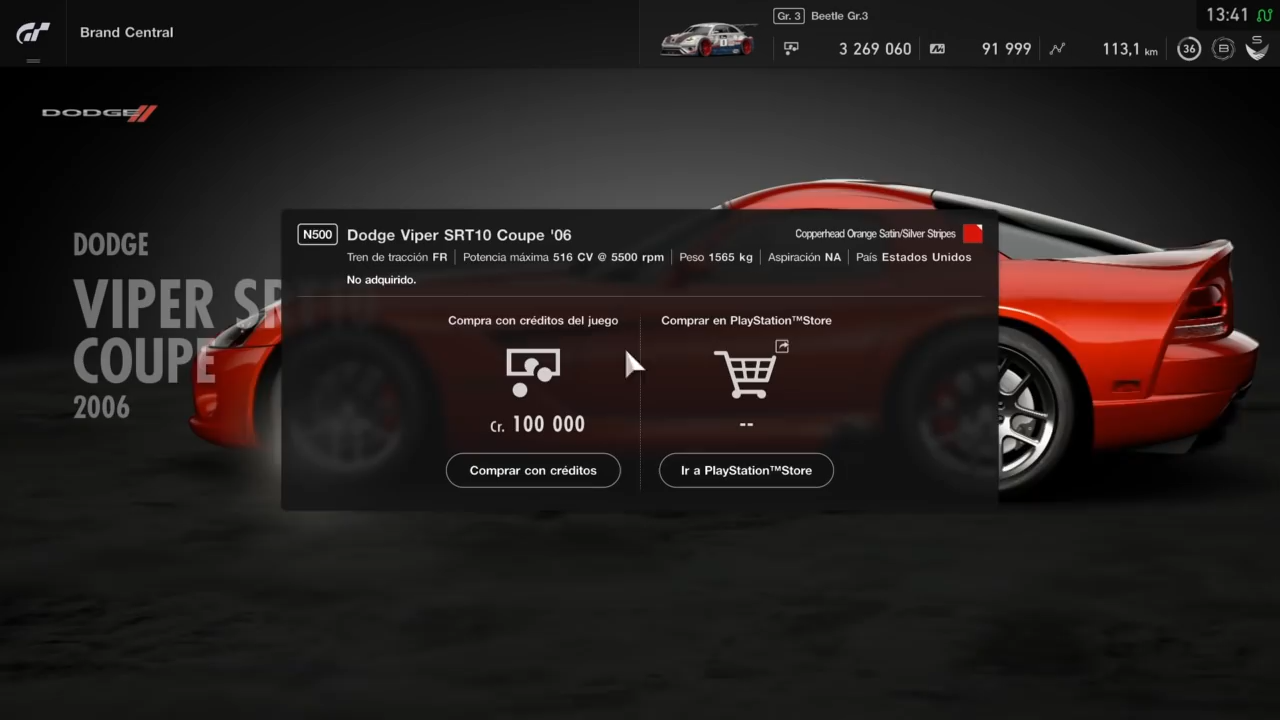 Brand Central
Gr. 3 Beetle Gr.3
13:41
3 269 060
91 999
113,1 km
36
B
S
DODGE
DODGE
VIPER SRT10
COUPE
2006
N500 Dodge Viper SRT10 Coupe '06
Copperhead Orange Satin/Silver Stripes
Tren de tracción FR | Potencia máxima 516 CV @ 5500 rpm | Peso 1565 kg | Aspiración NA | País Estados Unidos
No adquirido.
Compra con créditos del juego
Comprar en PlayStation™Store
Cr. 100 000
--
Comprar con créditos
Ir a PlayStation™Store